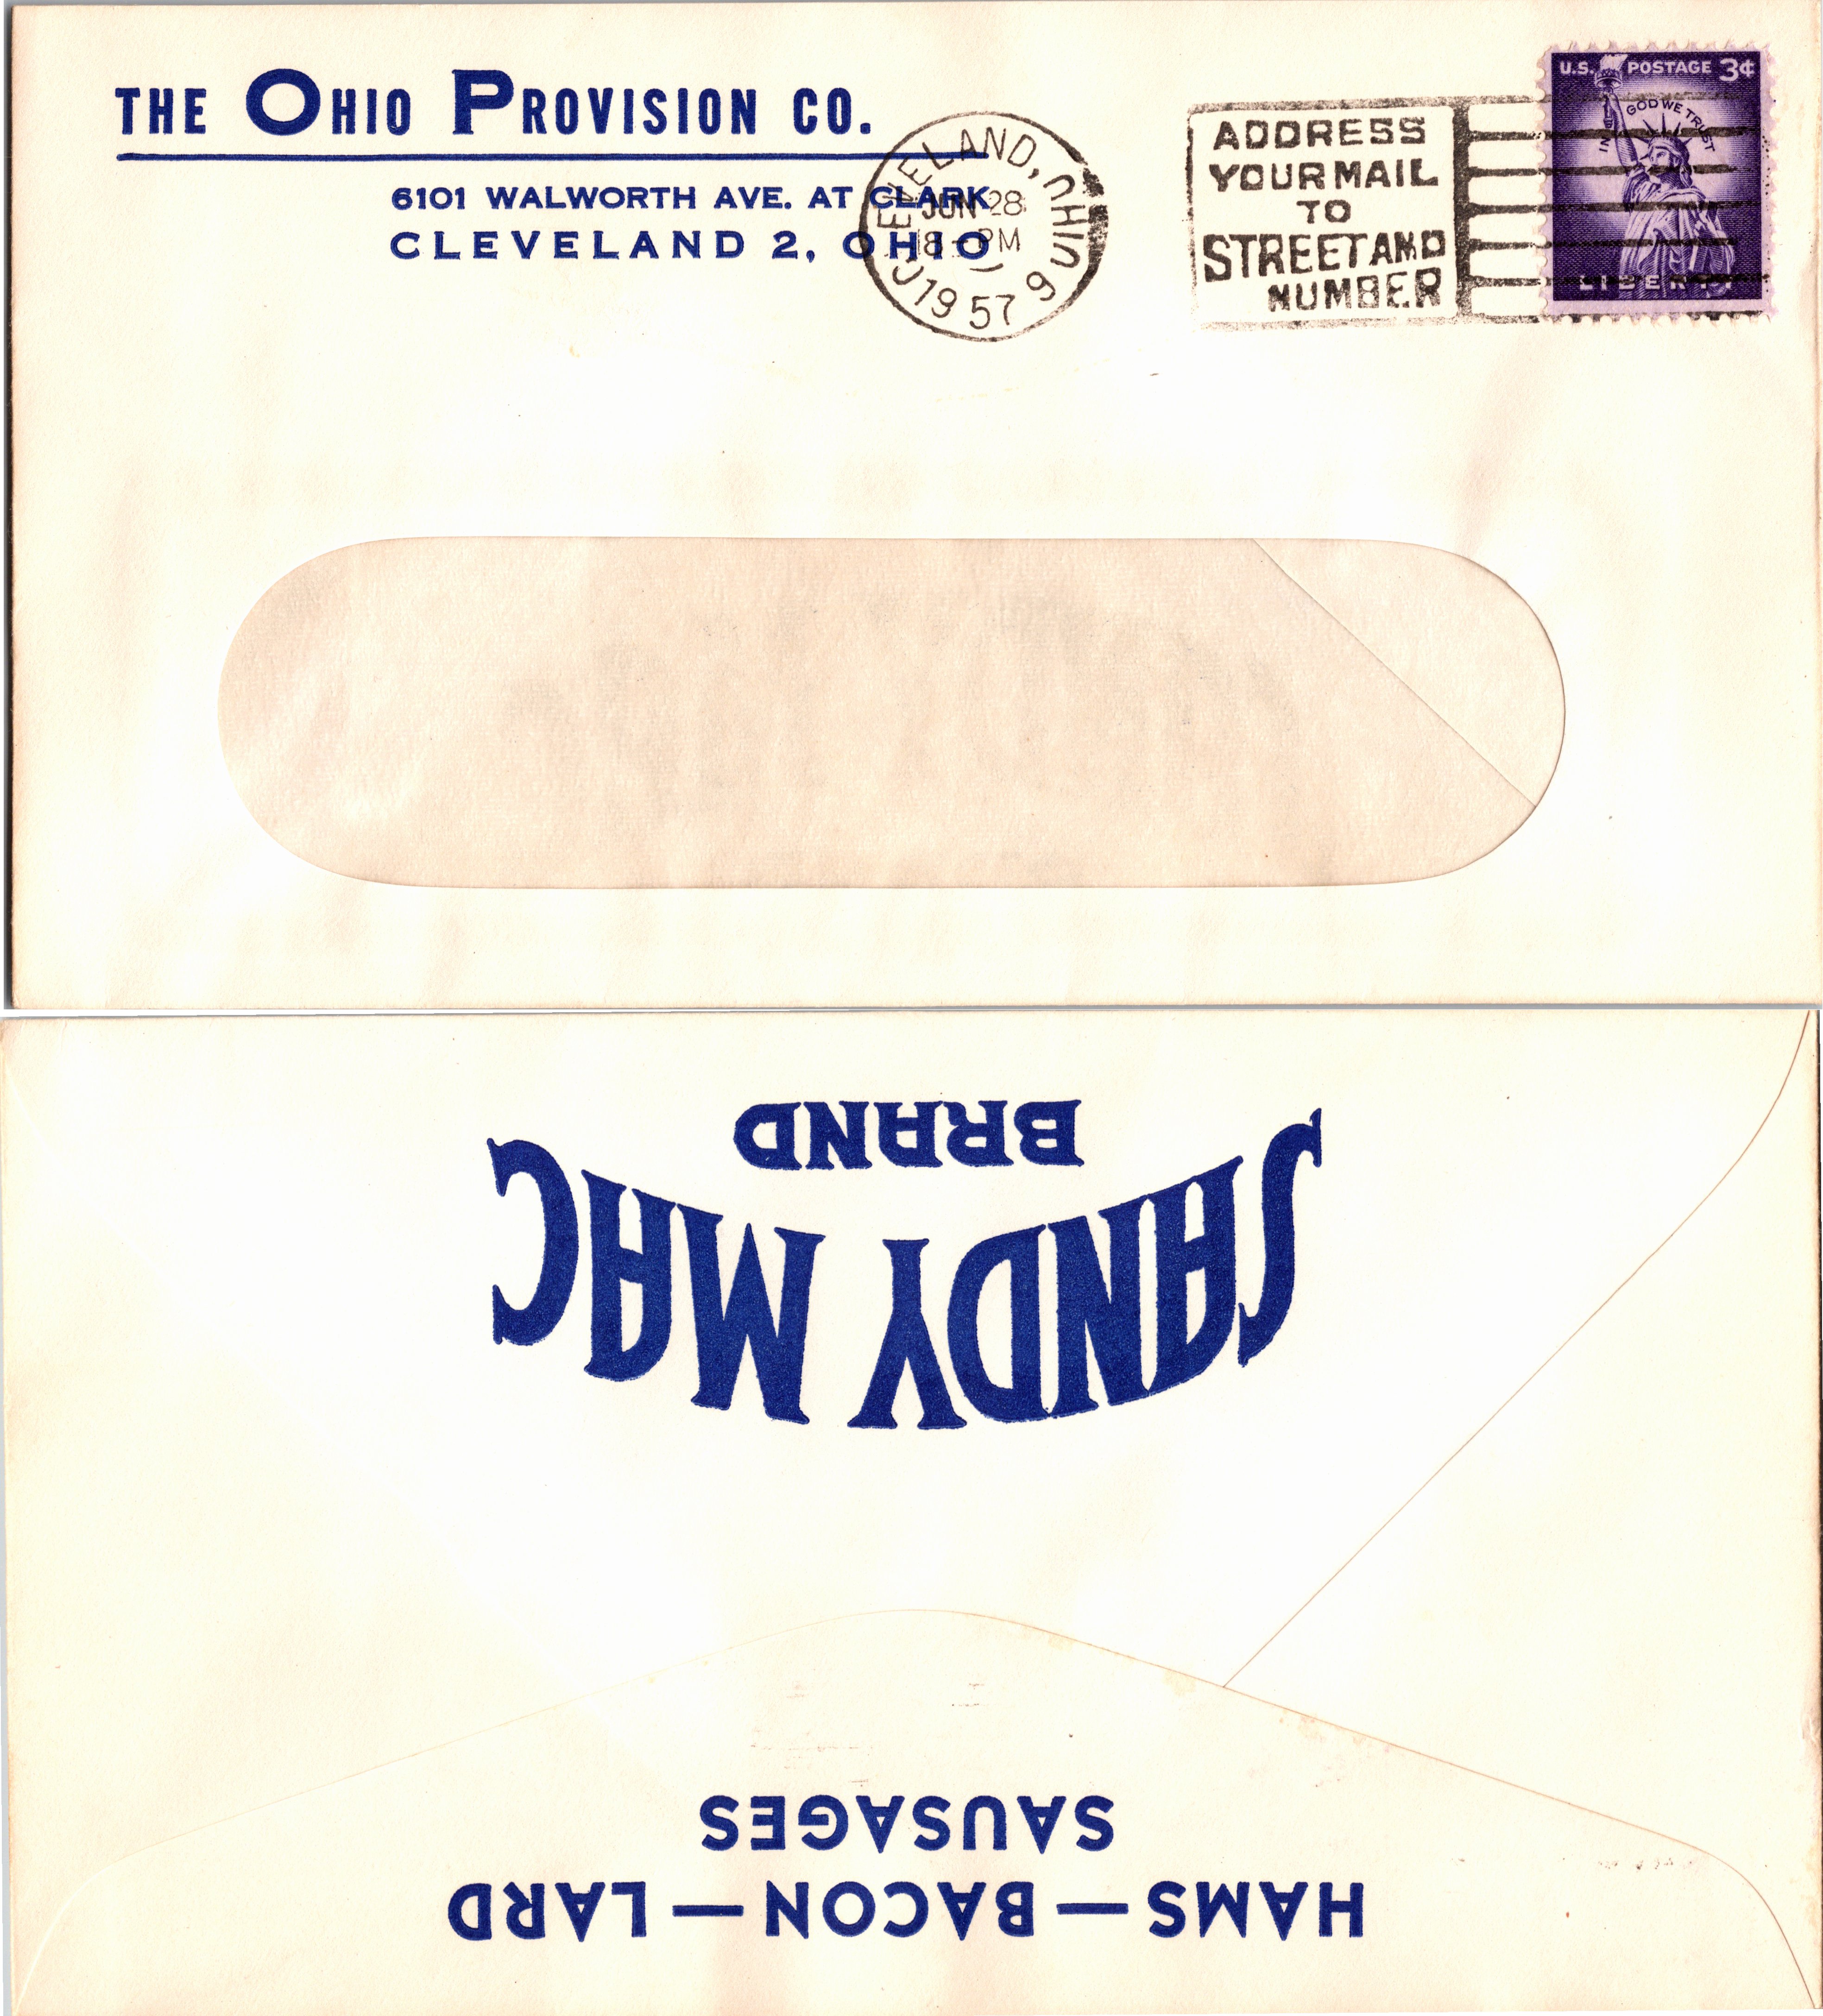 THE OHIO PROVISION CO.
6101 WALWORTH AVE. AT CLARK
CLEVELAND 2, OHIO
CLEVELAND, OHIO 9
JUN 28
8 - PM
1957
ADDRESS
YOUR MAIL
TO
STREET AND
NUMBER
U.S. POSTAGE 3¢
IN GOD WE TRUST
LIBERTY
HAMS — BACON — LARD
SAUSAGES
SANDY MAC
BRAND